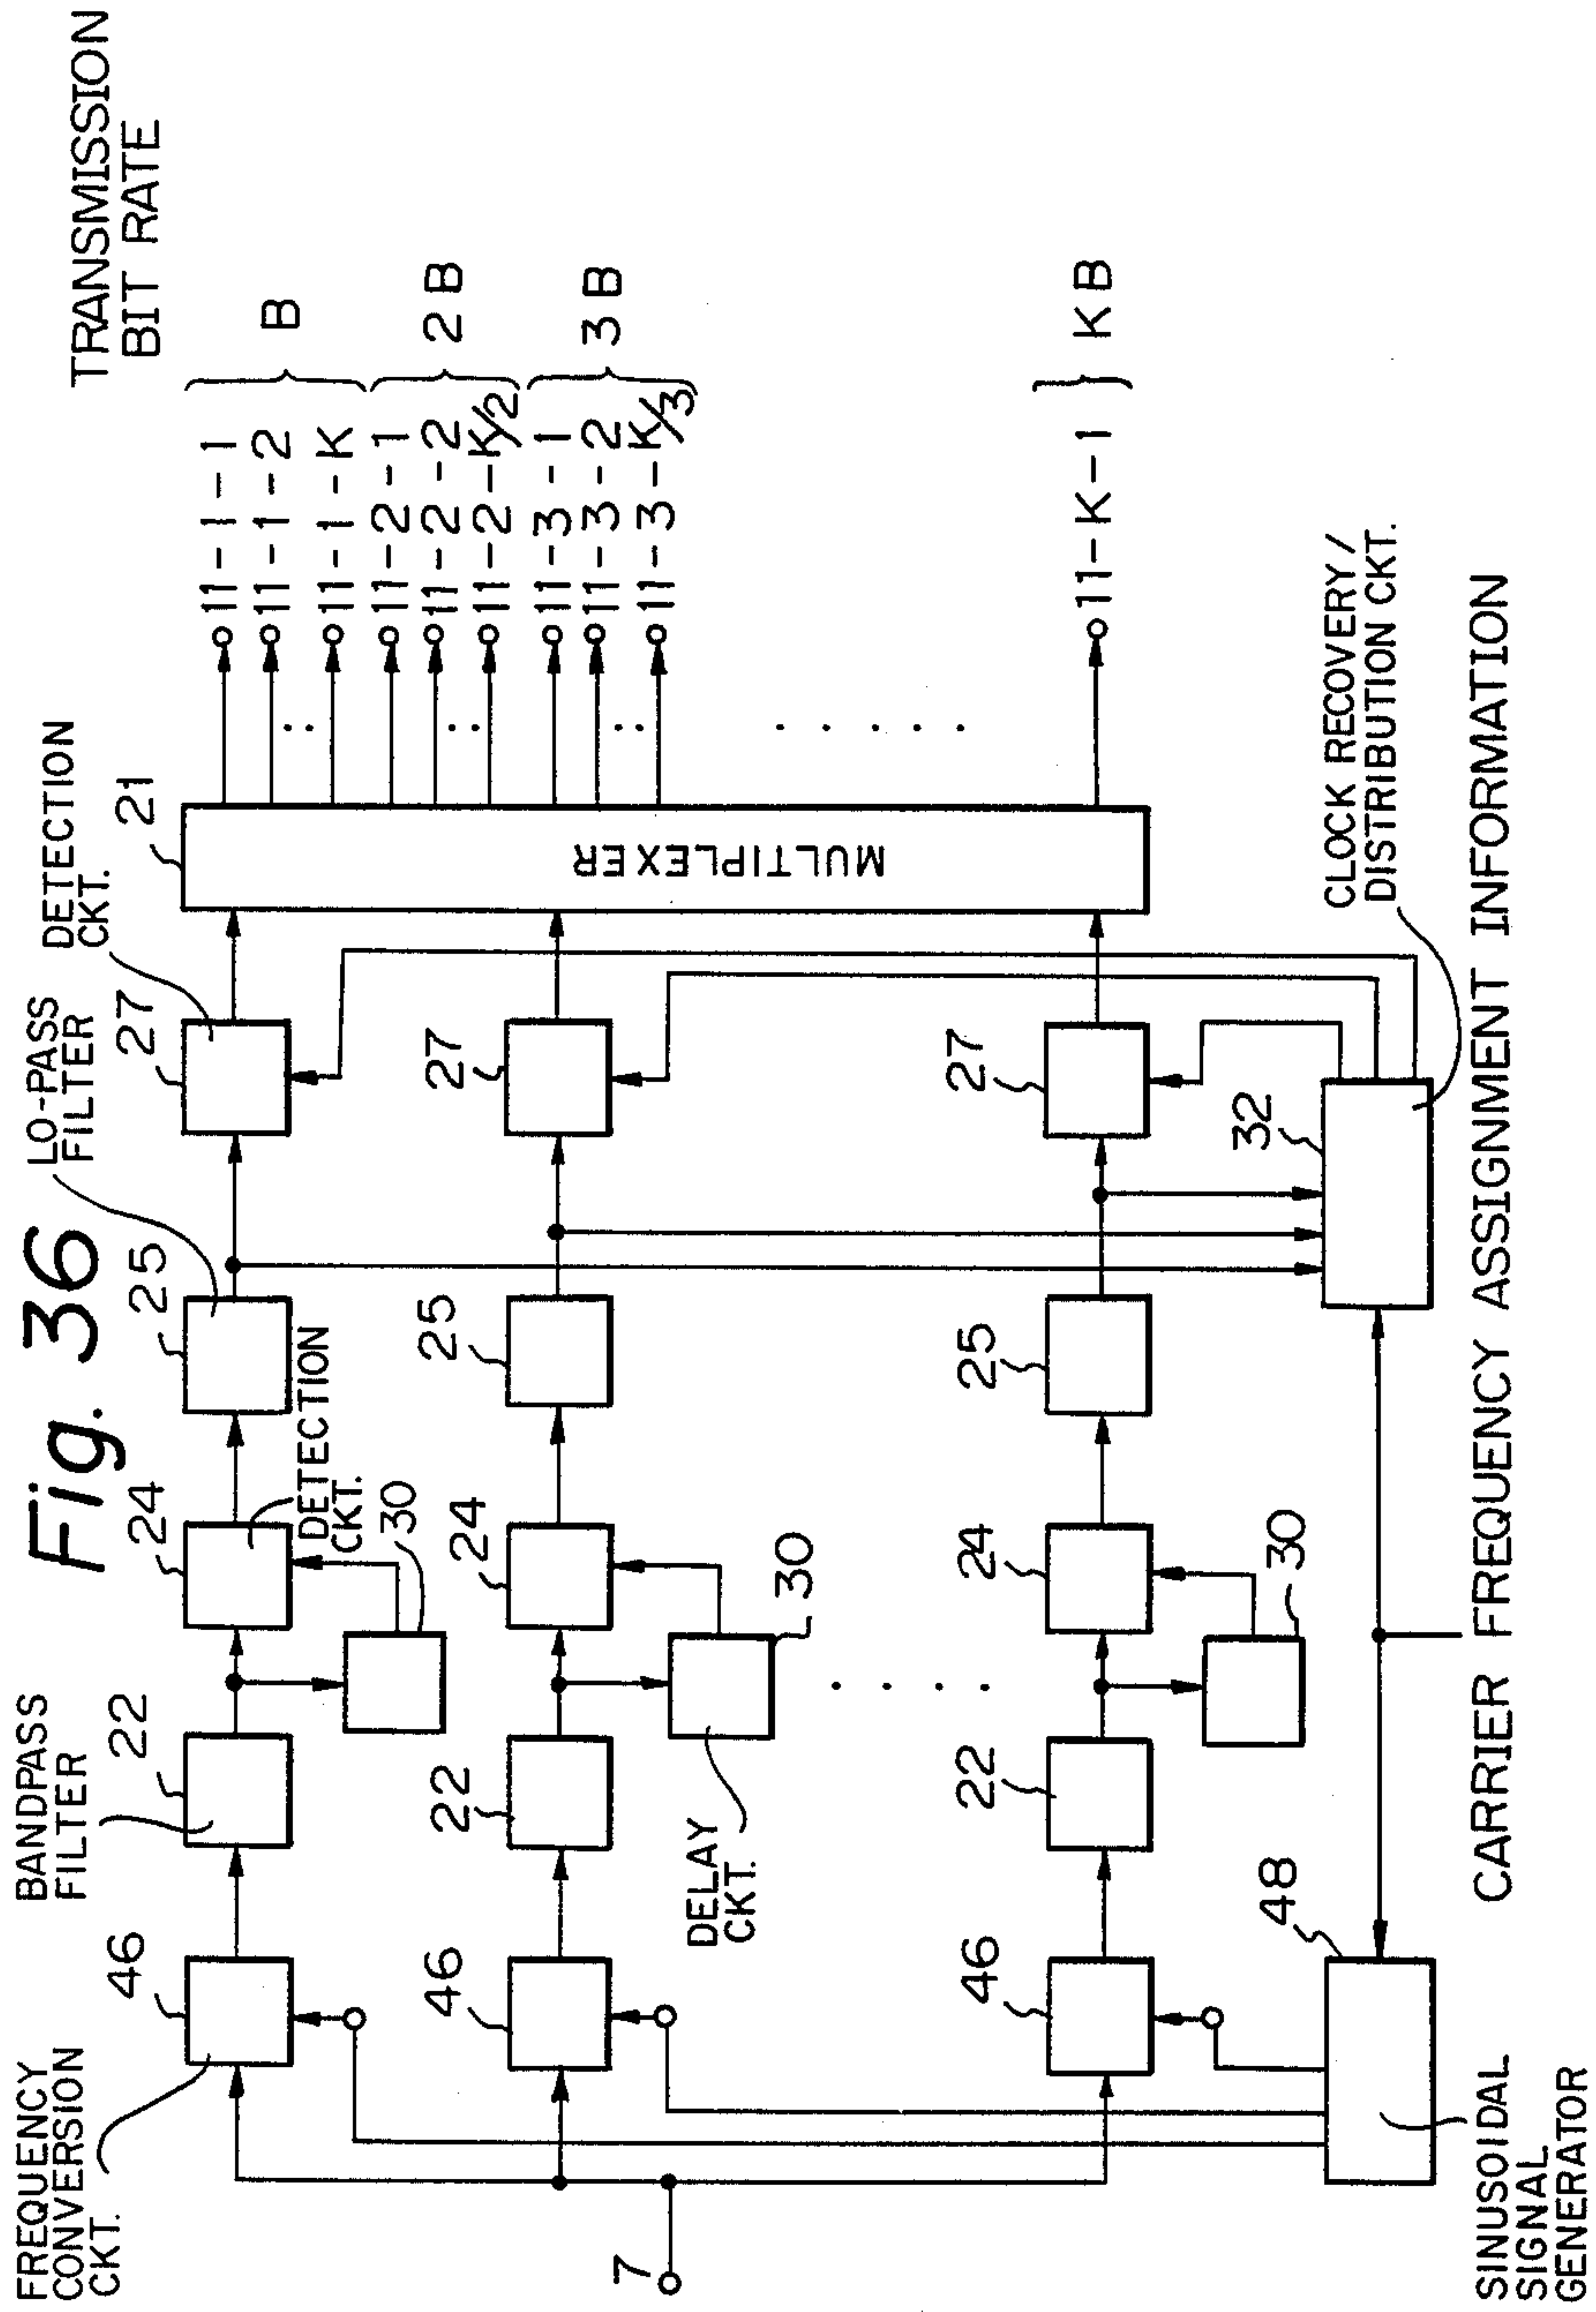 Fig. 36
TRANSMISSION
BIT RATE
FREQUENCY
CONVERSION
CKT.
BANDPASS
FILTER
LO-PASS
FILTER
DETECTION
CKT.
46
22
24
25
27
21
DETECTION
CKT.
30
MULTIPLEXER
11-1-1
11-1-2
11-1-K
B
11-2-1
11-2-2
11-2-K/2
2B
11-3-1
11-3-2
11-3-K/3
3B
46
22
24
25
27
DELAY
CKT.
30
7
46
22
24
25
27
30
11-K-1
KB
48
32
CLOCK RECOVERY/
DISTRIBUTION CKT.
SINUSOIDAL
SIGNAL
GENERATOR
CARRIER FREQUENCY ASSIGNMENT INFORMATION